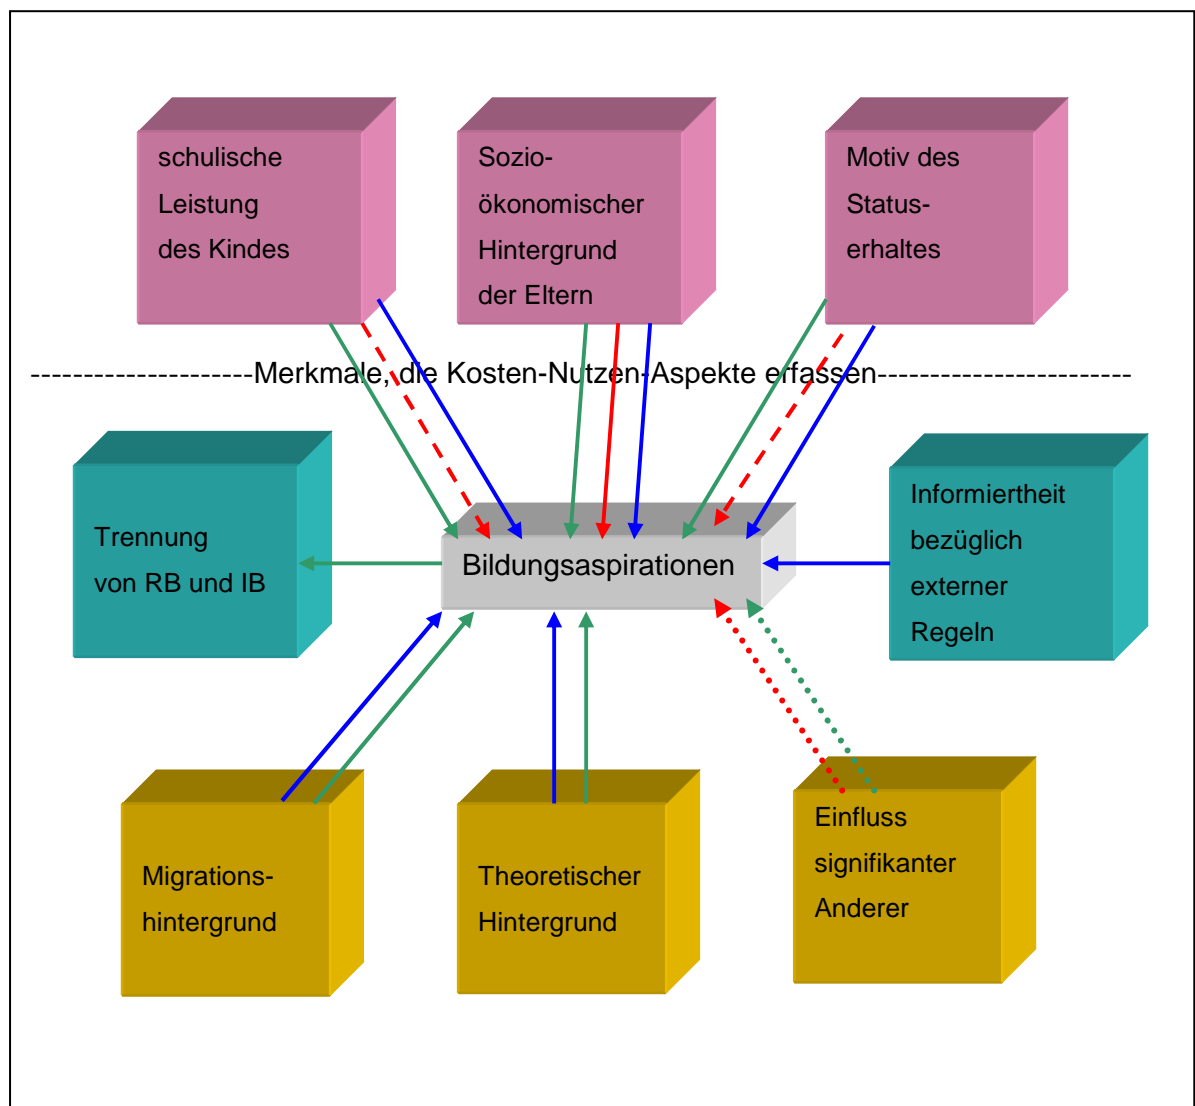 schulische
Leistung
des Kindes
Sozio-
ökonomischer
Hintergrund
der Eltern
Motiv des
Status-
erhaltes
---------------------Merkmale, die Kosten-Nutzen-Aspekte erfassen------------------------
Trennung
von RB und IB
Bildungsaspirationen
Informiertheit
bezüglich
externer
Regeln
Migrations-
hintergrund
Theoretischer
Hintergrund
Einfluss
signifikanter
Anderer